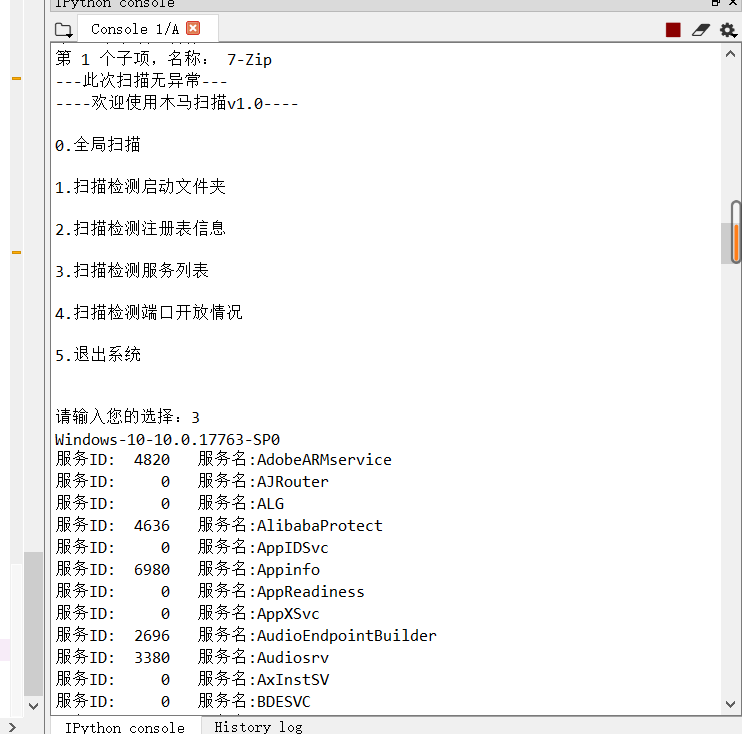 IPython console
Console 1/A
第 1 个子项，名称： 7-Zip
---此次扫描无异常---
----欢迎使用木马扫描v1.0----
0.全局扫描
1.扫描检测启动文件夹
2.扫描检测注册表信息
3.扫描检测服务列表
4.扫描检测端口开放情况
5.退出系统
请输入您的选择：3
Windows-10-10.0.17763-SP0
服务ID: 4820 服务名:AdobeARMservice
服务ID: 0 服务名:AJRouter
服务ID: 0 服务名:ALG
服务ID: 4636 服务名:AlibabaProtect
服务ID: 0 服务名:AppIDSvc
服务ID: 6980 服务名:Appinfo
服务ID: 0 服务名:AppReadiness
服务ID: 0 服务名:AppXSvc
服务ID: 2696 服务名:AudioEndpointBuilder
服务ID: 3380 服务名:Audiosrv
服务ID: 0 服务名:AxInstSV
服务ID: 0 服务名:BDESVC
IPython console History log